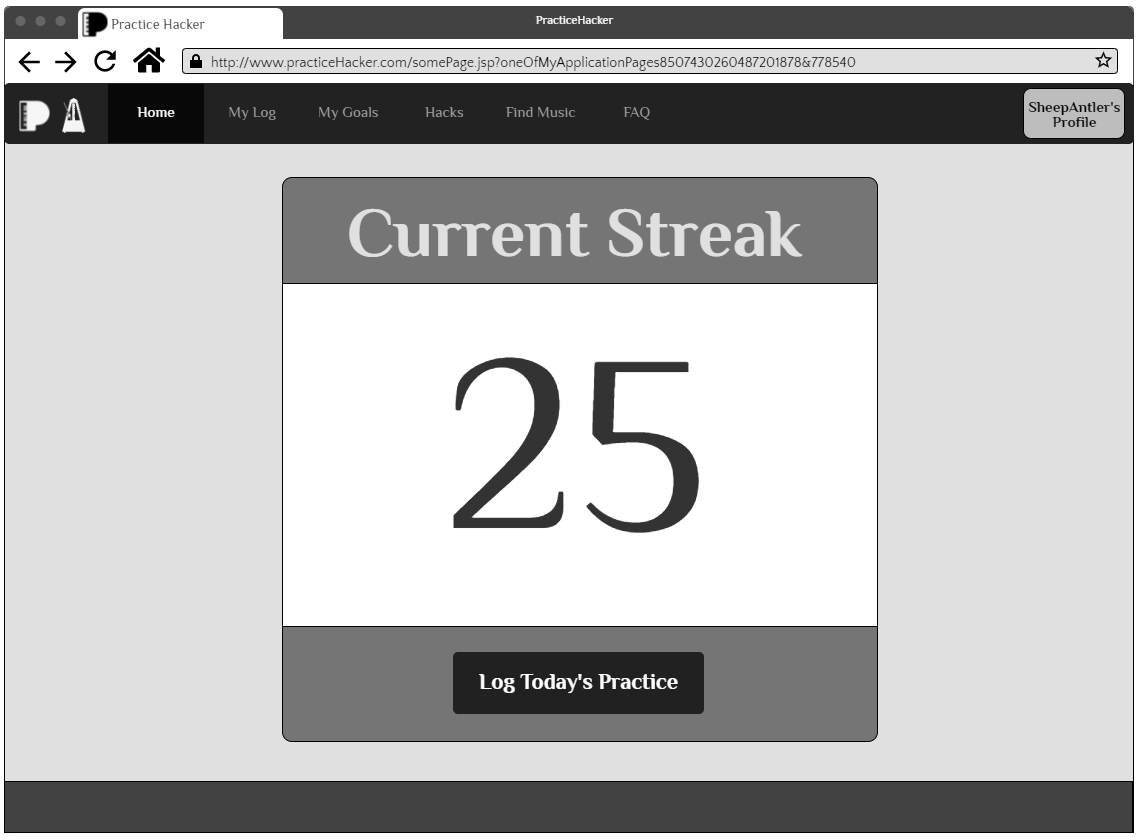 PracticeHacker
Practice Hacker
http://www.practiceHacker.com/somePage.jsp?oneOfMyApplicationPages8507430260487201878&778540
Home My Log My Goals Hacks Find Music FAQ
SheepAntler's
Profile
Current Streak
25
Log Today's Practice